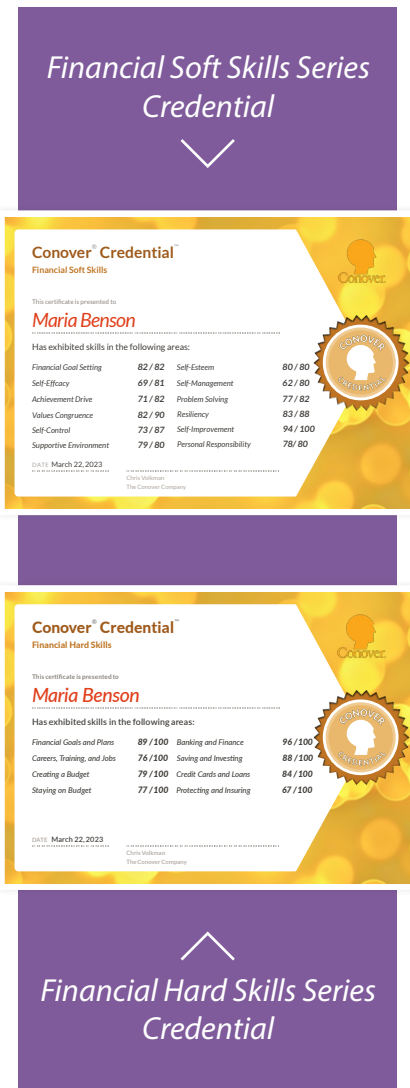 Financial Soft Skills Series
Credential
Conover® Credential™
Financial Soft Skills
Conover.
This certificate is presented to
Maria Benson
CONOVER
CREDENTIAL
Has exhibited skills in the following areas:
Financial Goal Setting 82 / 82 Self-Esteem 80 / 80
Self-Effcacy 69 / 81 Self-Management 62 / 80
Achievement Drive 71 / 82 Problem Solving 77 / 82
Values Congruence 82 / 90 Resiliency 83 / 88
Self-Control 73 / 87 Self-Improvement 94 / 100
Supportive Environment 79 / 80 Personal Responsibility 78/ 80
DATE March 22,2023
Chris Volkman
The Conover Company
Conover® Credential™
Financial Hard Skills
Conover.
This certificate is presented to
Maria Benson
CONOVER
CREDENTIAL
Has exhibited skills in the following areas:
Financial Goals and Plans 89 /100 Banking and Finance 96 /100
Careers, Training, and Jobs 76 /100 Saving and Investing 88 /100
Creating a Budget 79 /100 Credit Cards and Loans 84 /100
Staying on Budget 77 /100 Protecting and Insuring 67 /100
DATE March 22,2023
Chris Volkman
The Conover Company
Financial Hard Skills Series
Credential